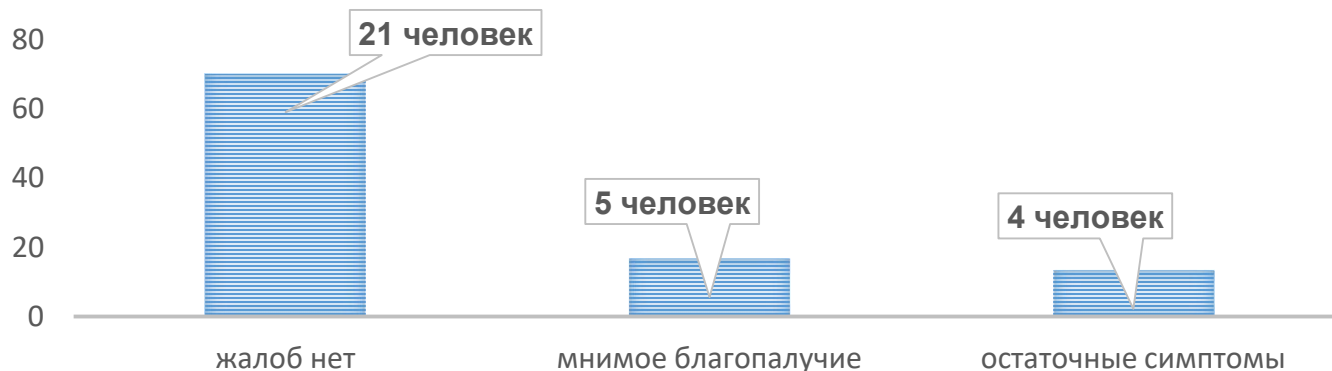 80
21 человек
60
40
5 человек
4 человек
20
0
жалоб нет
мнимое благопалучие
остаточные симптомы